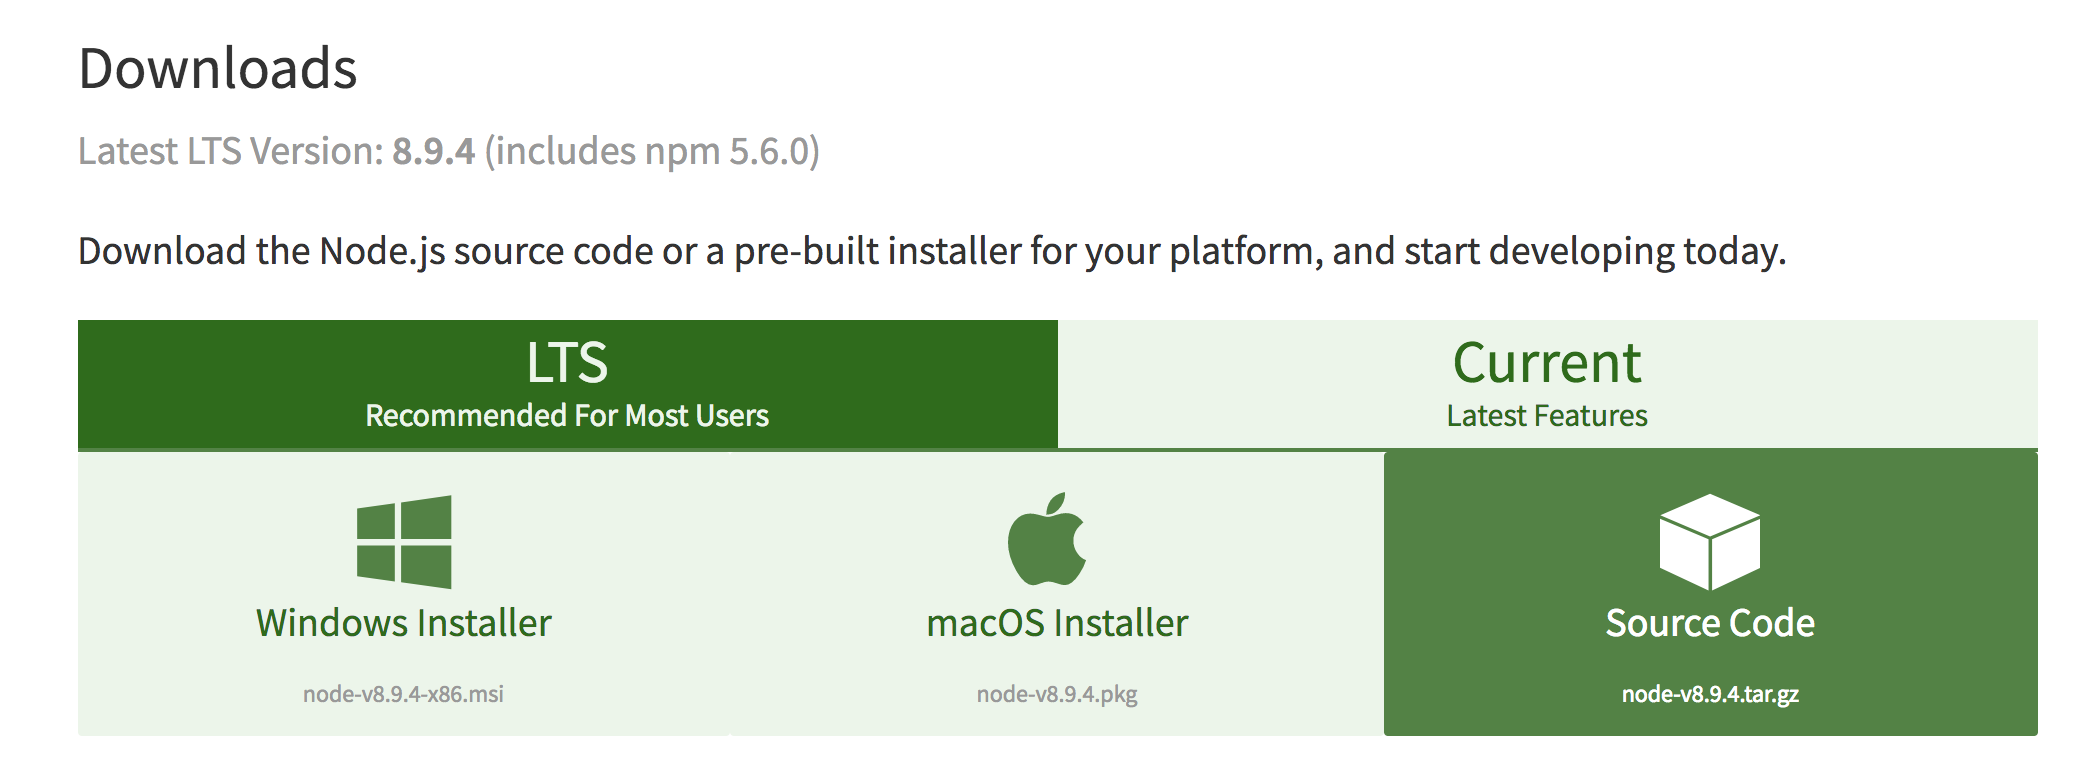 Downloads
Latest LTS Version: 8.9.4 (includes npm 5.6.0)
Download the Node.js source code or a pre-built installer for your platform, and start developing today.
LTS
Recommended For Most Users
Current
Latest Features
Windows Installer
node-v8.9.4-x86.msi
macOS Installer
node-v8.9.4.pkg
Source Code
node-v8.9.4.tar.gz